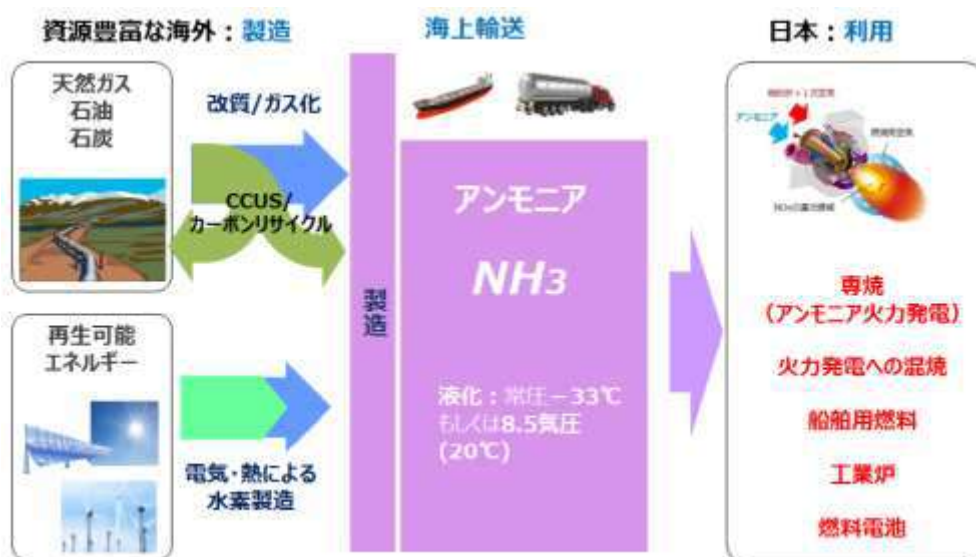 資源豊富な海外：製造
天然ガス
石油
石炭
改質/ガス化
CCUS/
カーボンリサイクル
再生可能
エネルギー
電気・熱による
水素製造
製造
海上輸送
アンモニア
NH3
液化：常圧－33℃
もしくは8.5気圧
(20℃)
日本：利用
アンモニア
専焼
（アンモニア火力発電）
火力発電への混焼
船舶用燃料
工業炉
燃料電池